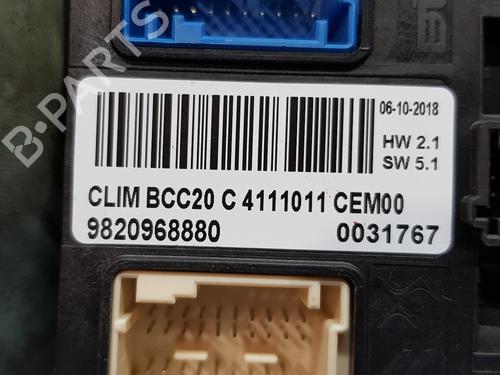 B-PARTS
06-10-2018
HW 2.1
SW 5.1
CLIM BCC20 C 4111011 CEM00
9820968880 0031767